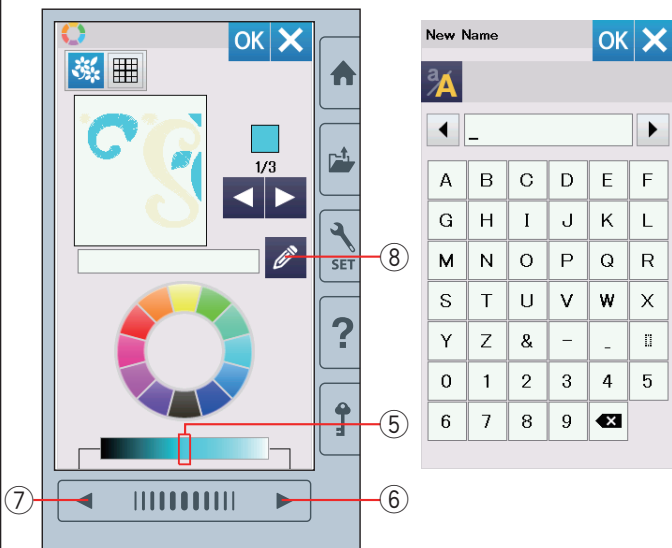 OK X
1/3
SET
?
⑧
⑤
⑦
⑥
New Name
OK X
a/A
_
A B C D E F
G H I J K L
M N O P Q R
S T U V W X
Y Z & - _ ▯
0 1 2 3 4 5
6 7 8 9